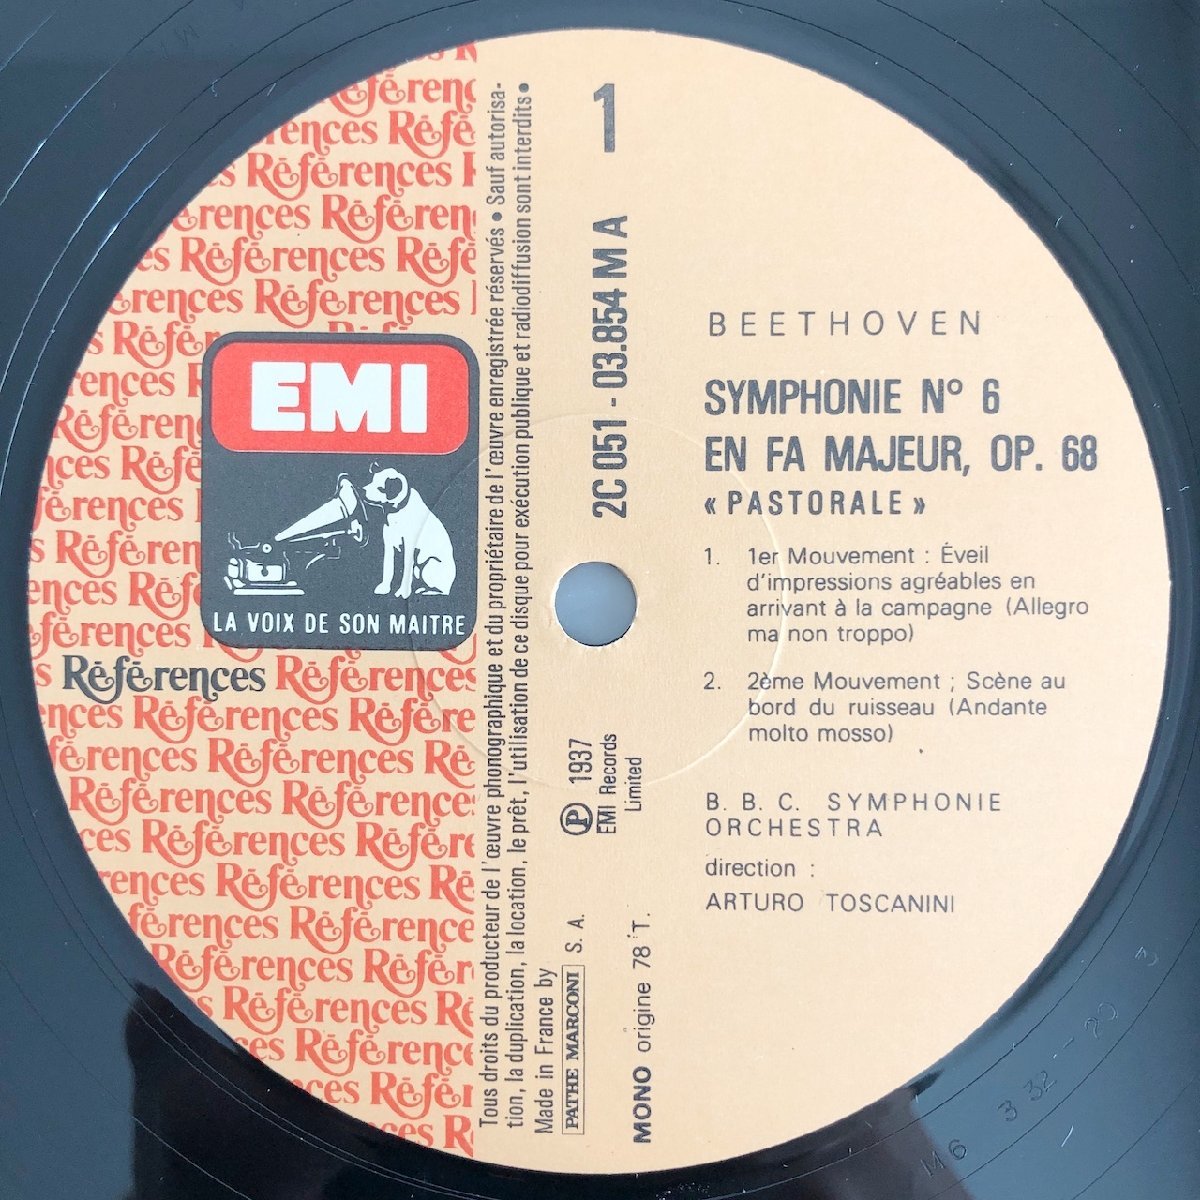 Références
EMI
LA VOIX DE SON MAITRE
Références Références
Tous droits du producteur de l'œuvre phonographique et du propriétaire de l'œuvre enregistrée réservés • Sauf autorisa-
tion, la duplication, la location, le prêt, l'utilisation de ce disque pour exécution publique et radiodiffusion sont interdits •
Made in France by
PATHE MARCONI S. A.
℗ 1937
EMI Records
Limited
MONO origine 78 T.
2C 051 - 03.854 M A
1
BEETHOVEN
SYMPHONIE N° 6
EN FA MAJEUR, OP. 68
« PASTORALE »
1. 1er Mouvement : Éveil
d'impressions agréables en
arrivant à la campagne (Allegro
ma non troppo)
2. 2ème Mouvement ; Scène au
bord du ruisseau (Andante
molto mosso)
B. B. C. SYMPHONIE
ORCHESTRA
direction :
ARTURO TOSCANINI
M6 3 32